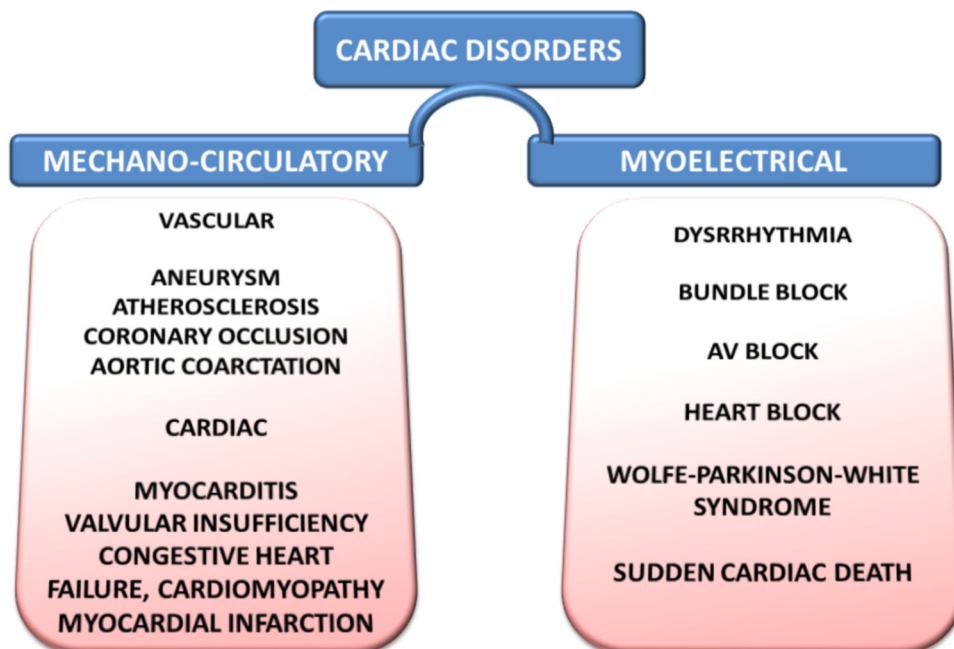 CARDIAC DISORDERS
MECHANO-CIRCULATORY
VASCULAR
ANEURYSM
ATHEROSCLEROSIS
CORONARY OCCLUSION
AORTIC COARCTATION
CARDIAC
MYOCARDITIS
VALVULAR INSUFFICIENCY
CONGESTIVE HEART
FAILURE, CARDIOMYOPATHY
MYOCARDIAL INFARCTION
MYOELECTRICAL
DYSRRHYTHMIA
BUNDLE BLOCK
AV BLOCK
HEART BLOCK
WOLFE-PARKINSON-WHITE
SYNDROME
SUDDEN CARDIAC DEATH